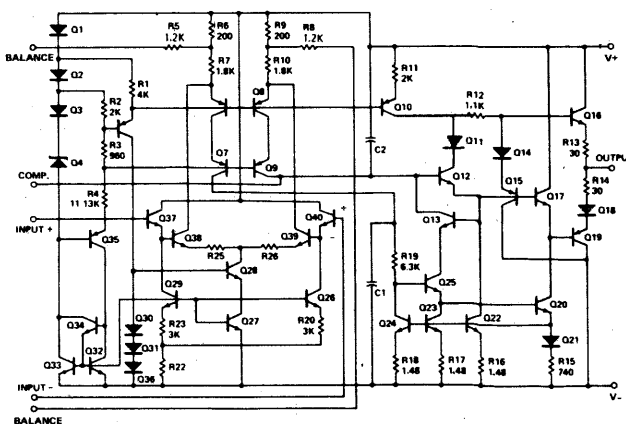 Q1
R5
1.2K
R6
200
R9
200
R8
1.2K
BALANCE
V+
Q2
R1
4K
R7
1.8K
R10
1.8K
R11
2K
Q3
R2
2K
Q8
Q10
R12
1.1K
Q16
R3
960
R13
30
C2
Q11
Q14
OUTPUT
Q4
Q7
Q9
Q12
Q15
Q17
R14
30
COMP.
R4
11 13K
Q18
Q37
Q40
+
Q13
Q19
INPUT +
Q35
Q38
Q39
-
R19
6.3K
R25
R26
Q25
Q29
Q28
C1
Q26
Q23
Q22
Q20
Q34
Q30
R23
3K
Q27
R20
3K
Q24
Q21
Q33
Q32
Q31
Q36
R22
R18
1.48
R17
1.48
R16
1.48
R15
740
INPUT -
V-
BALANCE